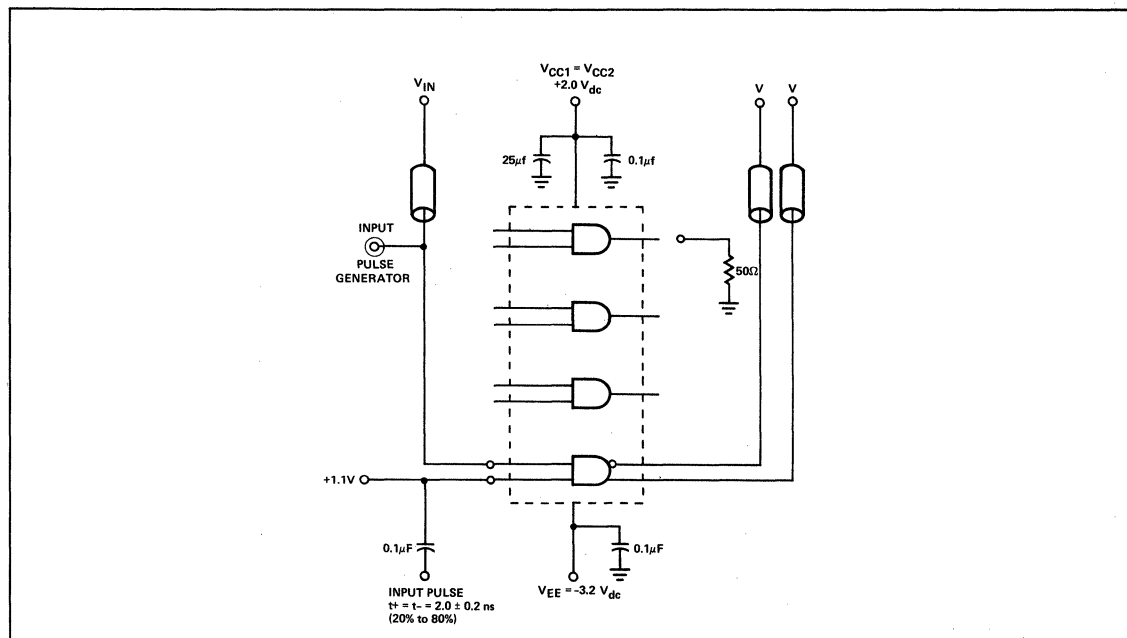 V_IN
V_CC1 = V_CC2
+2.0 V_dc
V V
25μf
0.1μf
INPUT
PULSE
GENERATOR
50Ω
+1.1V
0.1μF
0.1μF
INPUT PULSE
t+ = t– = 2.0 ± 0.2 ns
(20% to 80%)
V_EE = –3.2 V_dc